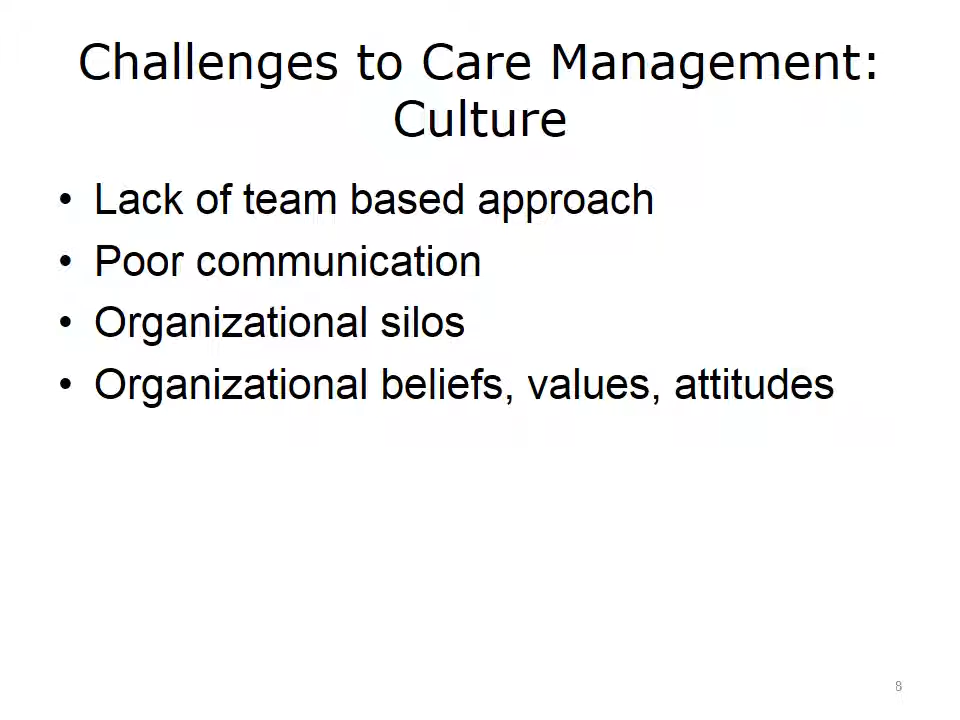 Challenges to Care Management:
Culture
• Lack of team based approach
• Poor communication
• Organizational silos
• Organizational beliefs, values, attitudes
8